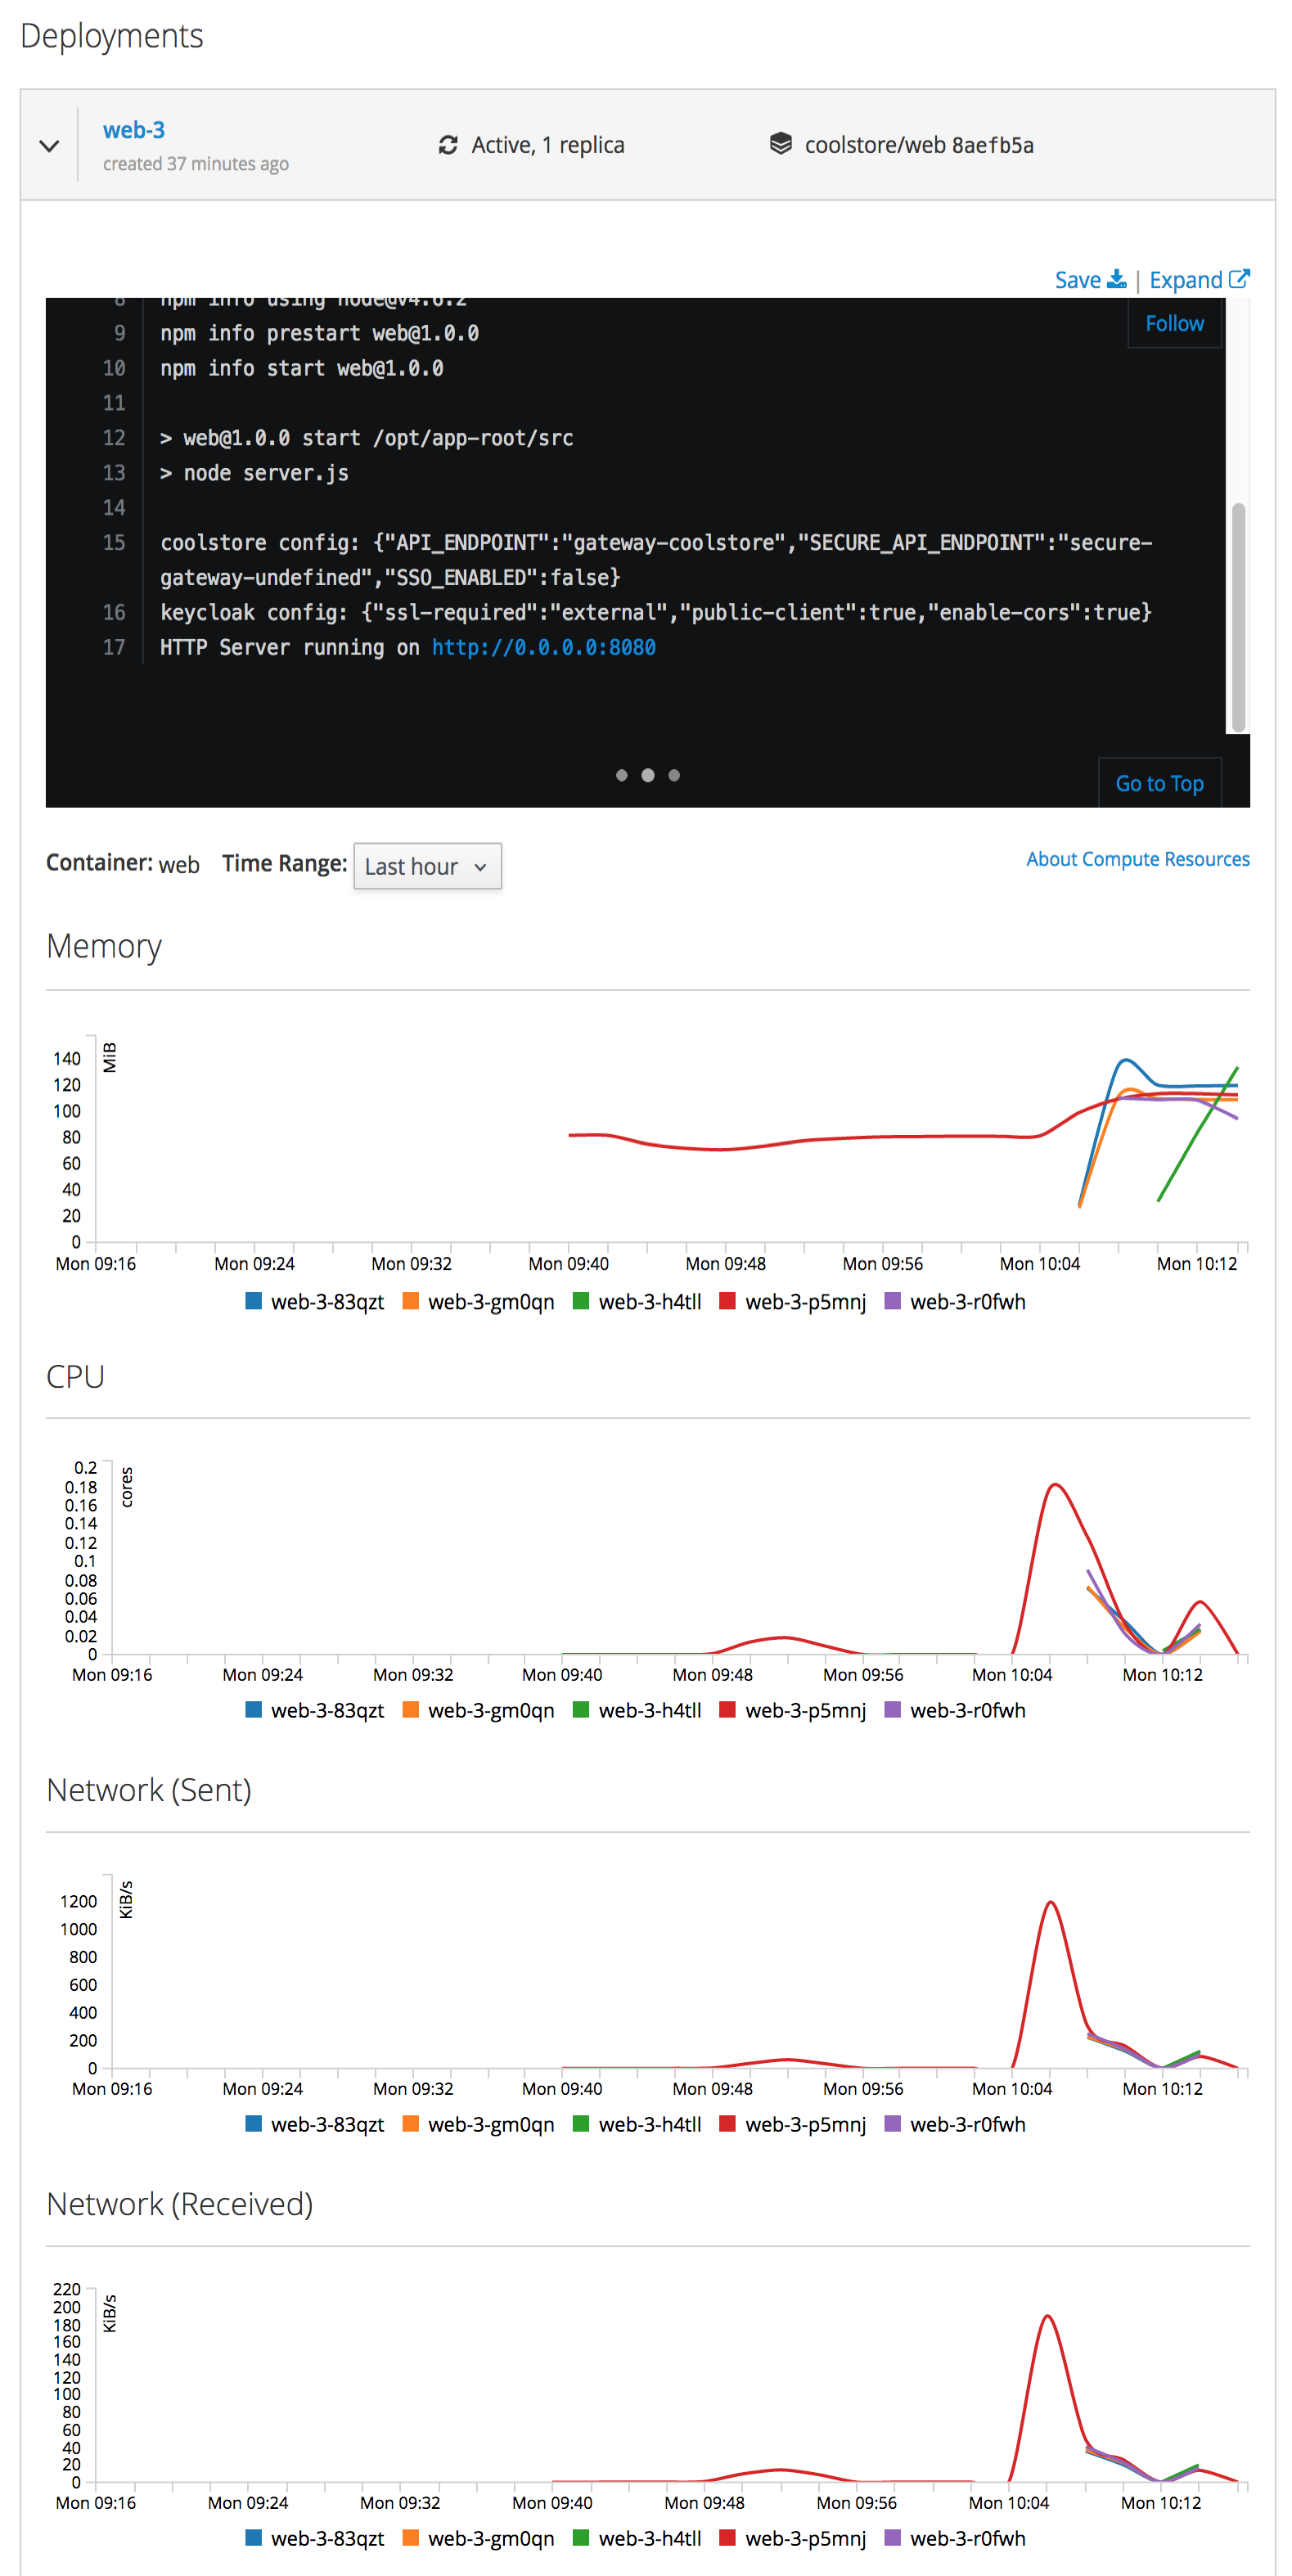 Deployments
web-3
created 37 minutes ago
Active, 1 replica
coolstore/web 8aefb5a
Save | Expand
8 npm info using node@v4.6.2
Follow
9 npm info prestart web@1.0.0
10 npm info start web@1.0.0
11
12 > web@1.0.0 start /opt/app-root/src
13 > node server.js
14
15 coolstore config: {"API_ENDPOINT":"gateway-coolstore","SECURE_API_ENDPOINT":"secure-
gateway-undefined","SSO_ENABLED":false}
16 keycloak config: {"ssl-required":"external","public-client":true,"enable-cors":true}
17 HTTP Server running on http://0.0.0.0:8080
Go to Top
Container: web Time Range: Last hour
About Compute Resources
Memory
MiB
140
120
100
80
60
40
20
0
Mon 09:16 Mon 09:24 Mon 09:32 Mon 09:40 Mon 09:48 Mon 09:56 Mon 10:04 Mon 10:12
web-3-83qzt web-3-gm0qn web-3-h4tll web-3-p5mnj web-3-r0fwh
CPU
cores
0.2
0.18
0.16
0.14
0.12
0.1
0.08
0.06
0.04
0.02
0
Mon 09:16 Mon 09:24 Mon 09:32 Mon 09:40 Mon 09:48 Mon 09:56 Mon 10:04 Mon 10:12
web-3-83qzt web-3-gm0qn web-3-h4tll web-3-p5mnj web-3-r0fwh
Network (Sent)
KiB/s
1200
1000
800
600
400
200
0
Mon 09:16 Mon 09:24 Mon 09:32 Mon 09:40 Mon 09:48 Mon 09:56 Mon 10:04 Mon 10:12
web-3-83qzt web-3-gm0qn web-3-h4tll web-3-p5mnj web-3-r0fwh
Network (Received)
KiB/s
220
200
180
160
140
120
100
80
60
40
20
0
Mon 09:16 Mon 09:24 Mon 09:32 Mon 09:40 Mon 09:48 Mon 09:56 Mon 10:04 Mon 10:12
web-3-83qzt web-3-gm0qn web-3-h4tll web-3-p5mnj web-3-r0fwh